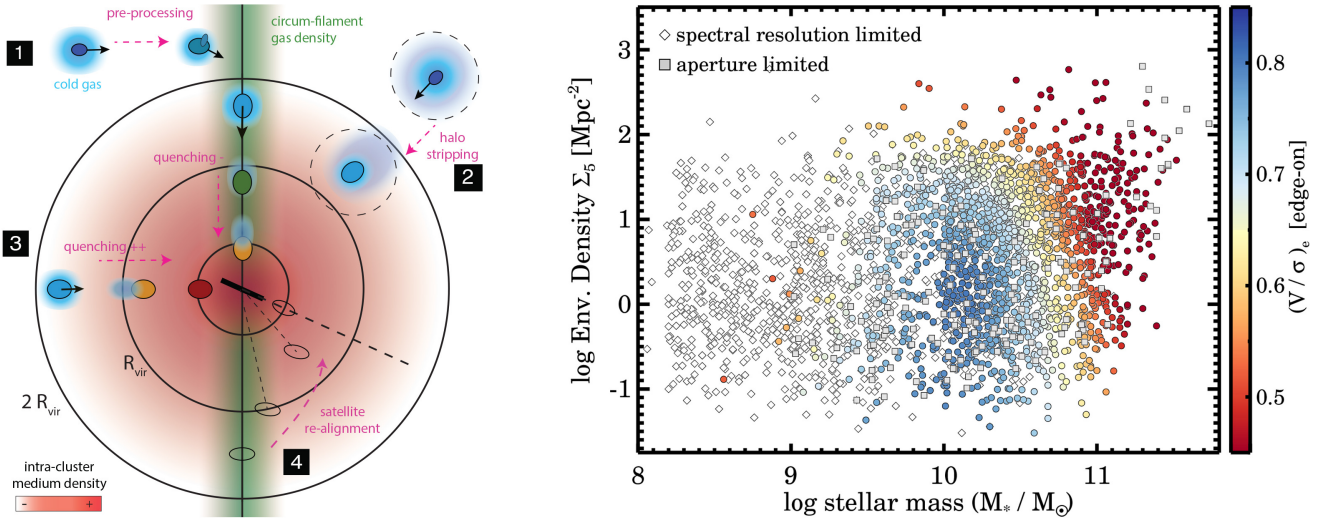 pre-processing
1
cold gas
circum-filament
gas density
halo
stripping
2
quenching -
3
quenching ++
R_vir
2 R_vir
satellite
re-alignment
4
intra-cluster
medium density
- +
◇ spectral resolution limited
□ aperture limited
log Env. Density Σ₅ [Mpc⁻²]
3
2
1
0
-1
8 9 10 11
log stellar mass (M_* / M_⊙)
0.8
0.7
0.6
0.5
(V / σ)_e [edge-on]